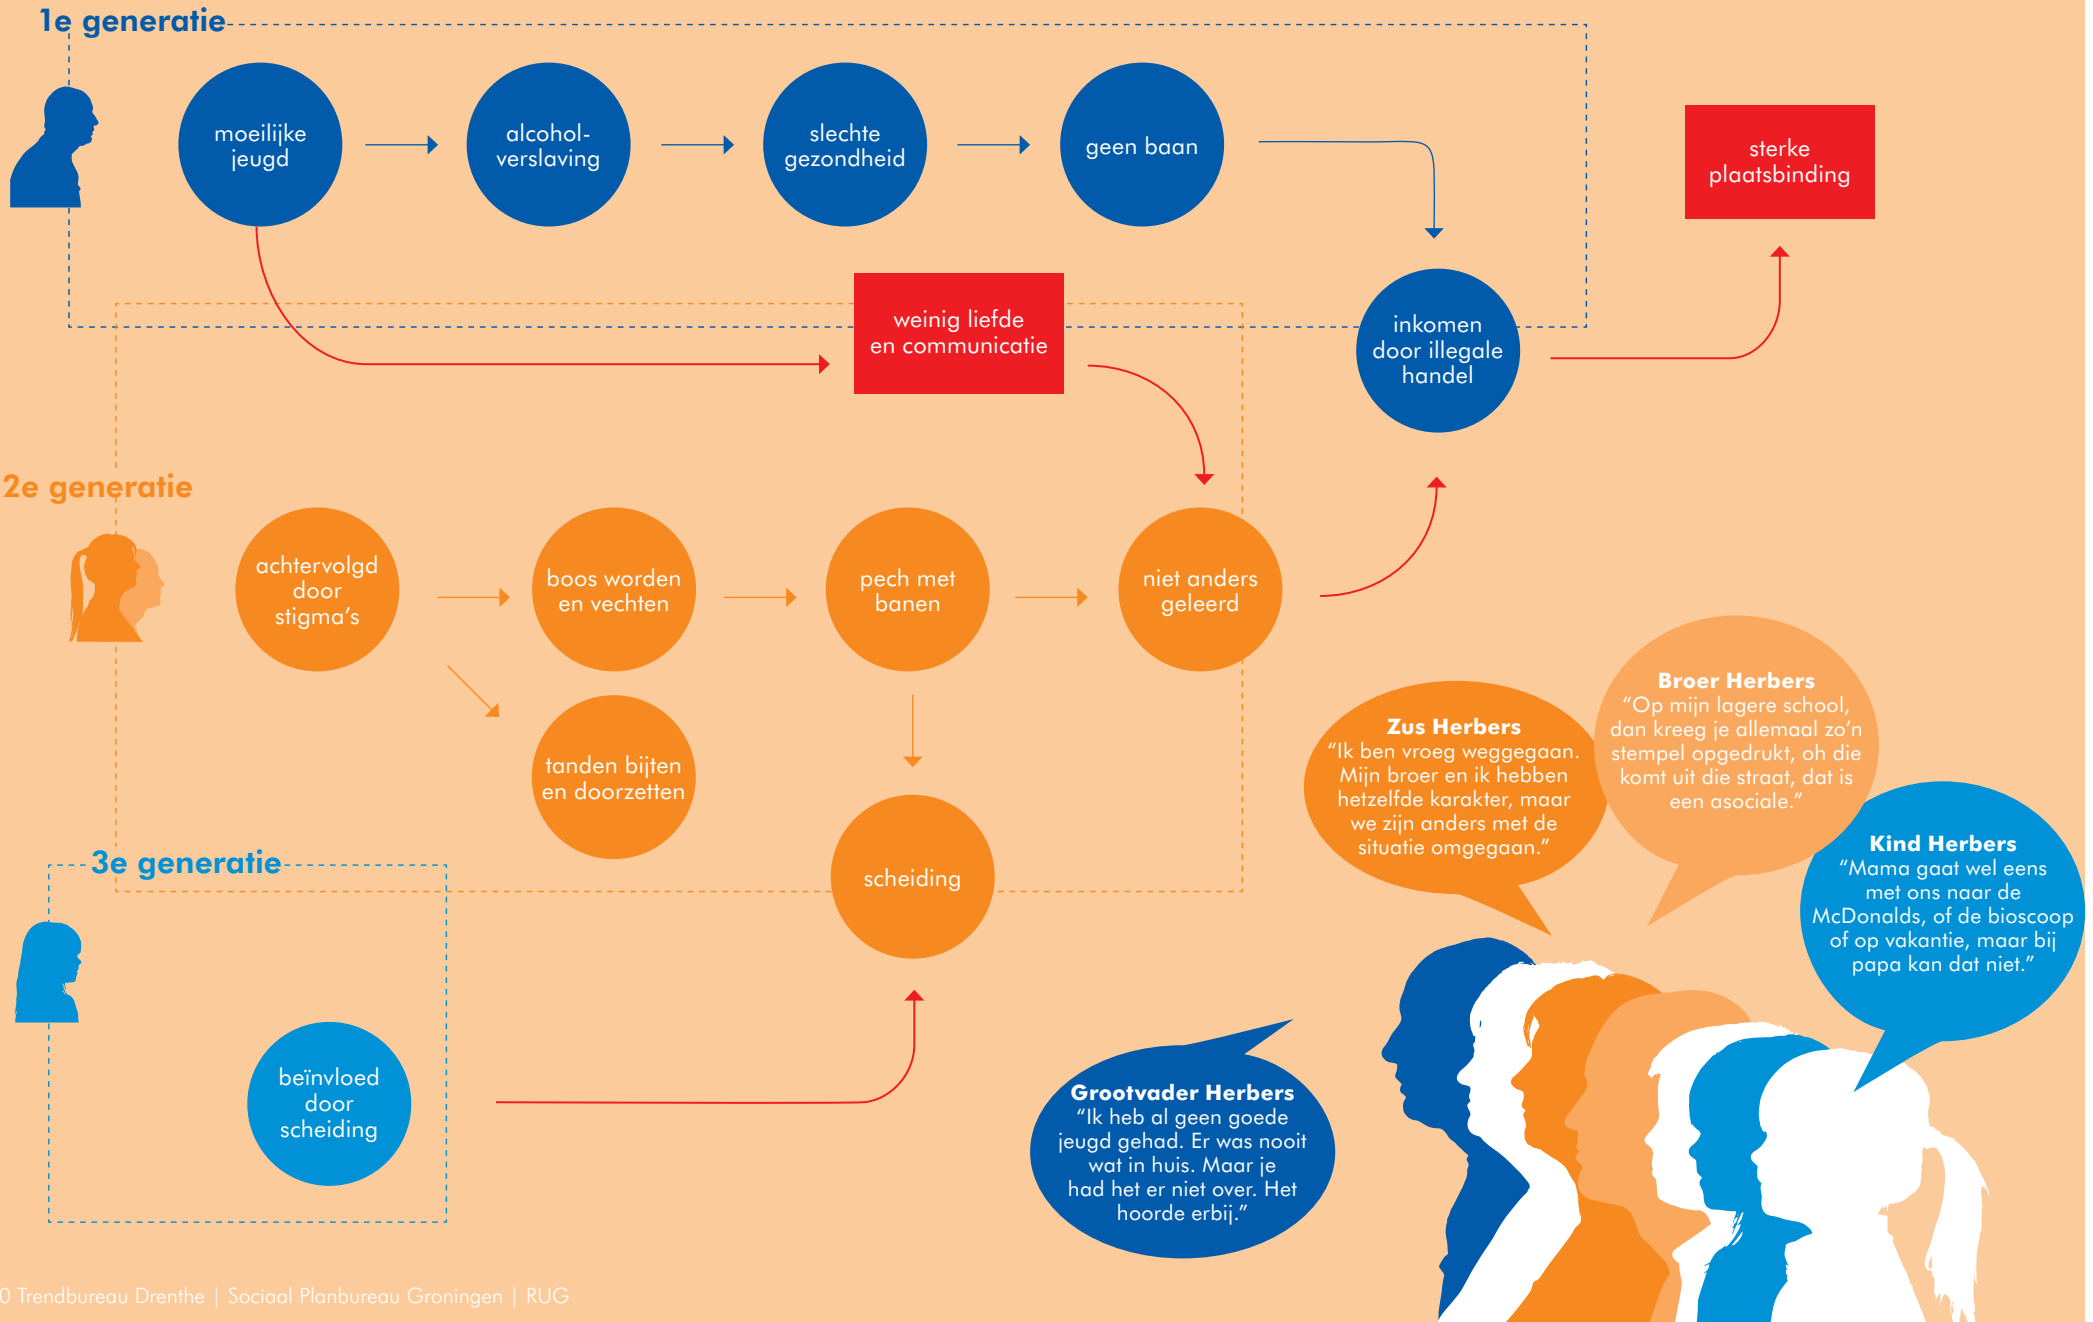 1e generatie
moeilijke
jeugd
alcohol-
verslaving
slechte
gezondheid
geen baan
sterke
plaatsbinding
weinig liefde
en communicatie
inkomen
door illegale
handel
2e generatie
achtervolgd
door
stigma's
boos worden
en vechten
pech met
banen
niet anders
geleerd
tanden bijten
en doorzetten
scheiding
3e generatie
beïnvloed
door
scheiding
Zus Herbers
“Ik ben vroeg weggegaan.
Mijn broer en ik hebben
hetzelfde karakter, maar
we zijn anders met de
situatie omgegaan.”
Broer Herbers
“Op mijn lagere school,
dan kreeg je allemaal zo’n
stempel opgedrukt, oh die
komt uit die straat, dat is
een asociale.”
Kind Herbers
“Mama gaat wel eens
met ons naar de
McDonalds, of de bioscoop
of op vakantie, maar bij
papa kan dat niet.”
Grootvader Herbers
“Ik heb al geen goede
jeugd gehad. Er was nooit
wat in huis. Maar je
had het er niet over. Het
hoorde erbij.”
0 Trendbureau Drenthe | Sociaal Planbureau Groningen | RUG